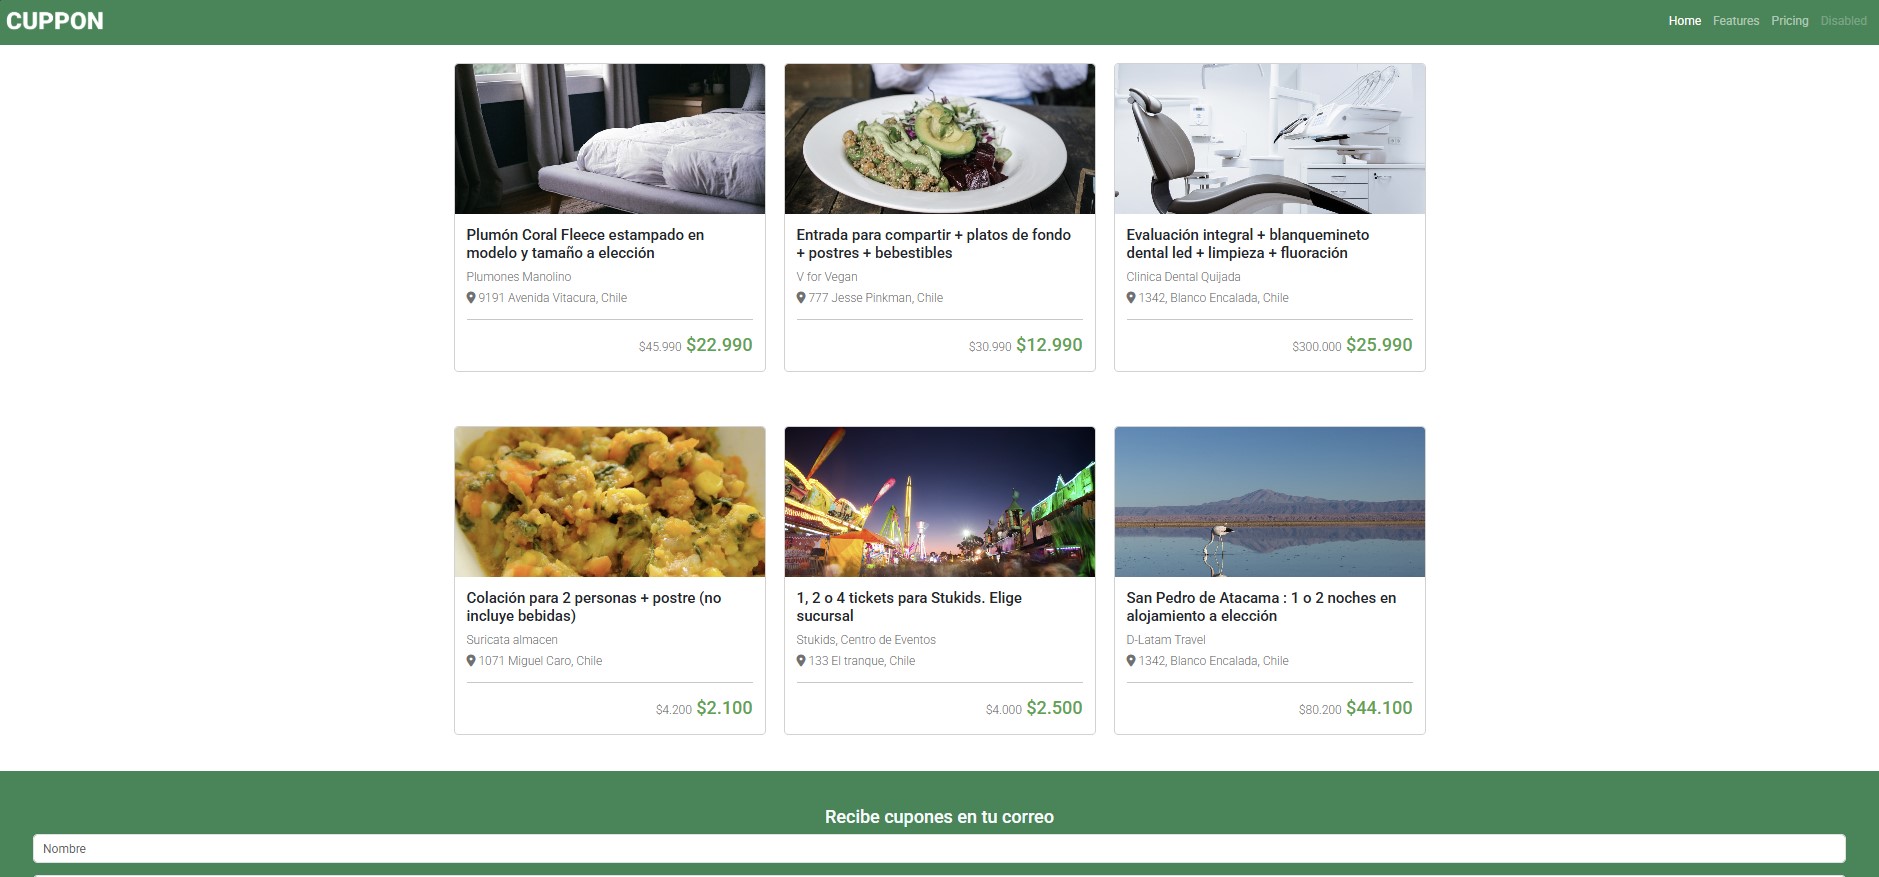 CUPPON
Home Features Pricing Disabled
Plumón Coral Fleece estampado en
modelo y tamaño a elección
Plumones Manolino
9191 Avenida Vitacura, Chile
$45.990 $22.990
Entrada para compartir + platos de fondo
+ postres + bebestibles
V for Vegan
777 Jesse Pinkman, Chile
$30.990 $12.990
Evaluación integral + blanquemineto
dental led + limpieza + fluoración
Clinica Dental Quijada
1342, Blanco Encalada, Chile
$300.000 $25.990
Colación para 2 personas + postre (no
incluye bebidas)
Suricata almacen
1071 Miguel Caro, Chile
$4.200 $2.100
1, 2 o 4 tickets para Stukids. Elige
sucursal
Stukids, Centro de Eventos
133 El tranque, Chile
$4.000 $2.500
San Pedro de Atacama : 1 o 2 noches en
alojamiento a elección
D-Latam Travel
1342, Blanco Encalada, Chile
$80.200 $44.100
Recibe cupones en tu correo
Nombre